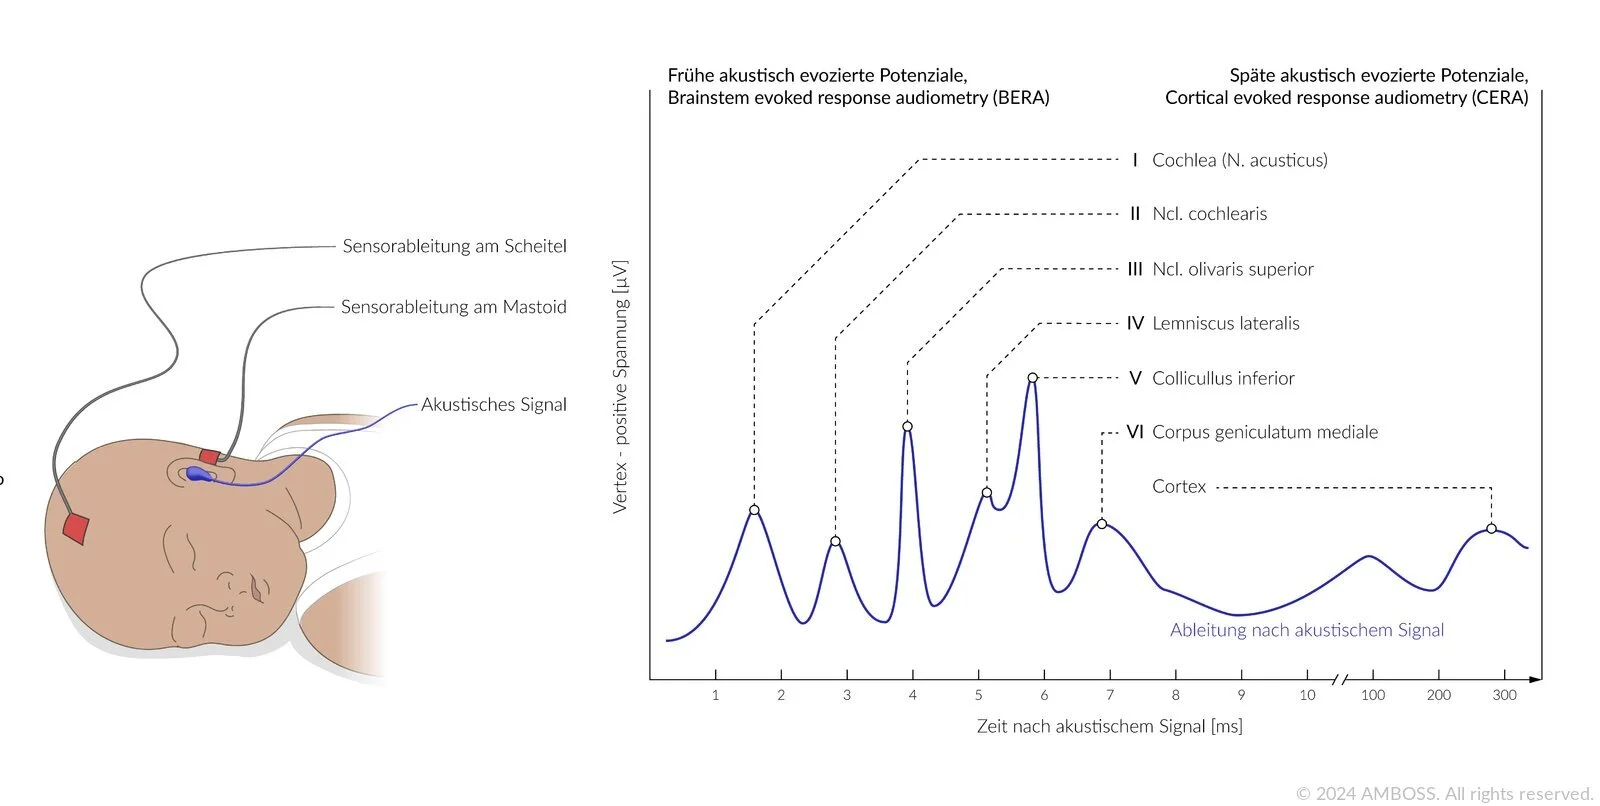 Frühe akustisch evozierte Potenziale,
Brainstem evoked response audiometry (BERA)
Späte akustisch evozierte Potenziale,
Cortical evoked response audiometry (CERA)
I Cochlea (N. acusticus)
II Ncl. cochlearis
III Ncl. olivaris superior
IV Lemniscus lateralis
V Collicullus inferior
VI Corpus geniculatum mediale
Cortex
Sensorableitung am Scheitel
Sensorableitung am Mastoid
Akustisches Signal
Vertex - positive Spannung [µV]
Ableitung nach akustischem Signal
1 2 3 4 5 6 7 8 9 10 100 200 300
Zeit nach akustischem Signal [ms]
© 2024 AMBOSS. All rights reserved.